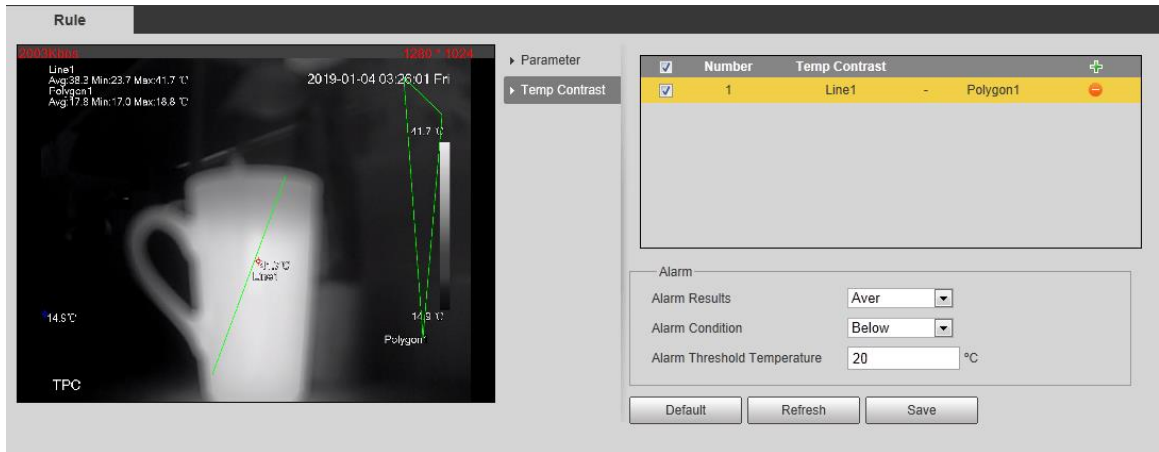 Rule
2003Kbps 1280 * 1024
Line1
Avg:38.3 Min:23.7 Max:41.7 ℃
Polygon1
Avg:17.8 Min:17.0 Max:18.8 ℃
2019-01-04 03:26:01 Fri
41.7 ℃
Line1
14.9℃
14.9 ℃
Polygon1
TPC
Parameter
Temp Contrast
Number Temp Contrast
1 Line1 - Polygon1
Alarm
Alarm Results Aver
Alarm Condition Below
Alarm Threshold Temperature 20 ºC
Default Refresh Save